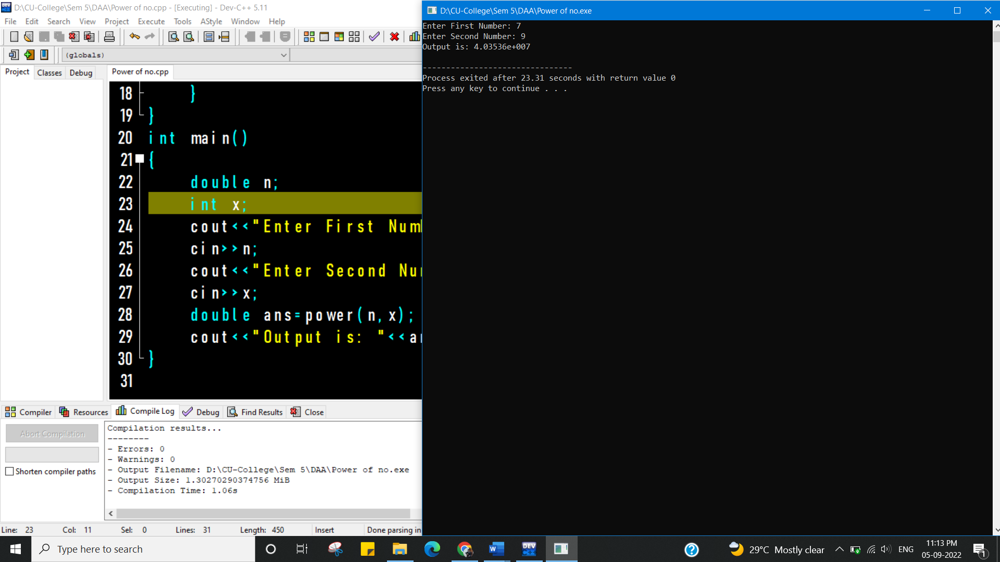 D:\CU-College\Sem 5\DAA\Power of no.cpp - [Executing] - Dev-C++ 5.11
File Edit Search View Project Execute Tools AStyle Window Help
(globals)
Project Classes Debug
Power of no.cpp
18 }
19 }
20 int main()
21 {
22 double n;
23 int x;
24 cout<<"Enter First Num
25 cin>>n;
26 cout<<"Enter Second Nu
27 cin>>x;
28 double ans=power(n,x);
29 cout<<"Output is: "<<a
30 }
31
Compiler Resources Compile Log Debug Find Results Close
Abort Compilation
Shorten compiler paths
Compilation results...
--------
- Errors: 0
- Warnings: 0
- Output Filename: D:\CU-College\Sem 5\DAA\Power of no.exe
- Output Size: 1.30270290374756 MiB
- Compilation Time: 1.06s
Line: 23 Col: 11 Sel: 0 Lines: 31 Length: 450 Insert Done parsing in
D:\CU-College\Sem 5\DAA\Power of no.exe
Enter First Number: 7
Enter Second Number: 9
Output is: 4.03536e+007
--------------------------------
Process exited after 23.31 seconds with return value 0
Press any key to continue . . .
Type here to search
W
DEV
C++
29°C Mostly clear
ENG
11:13 PM
05-09-2022
1